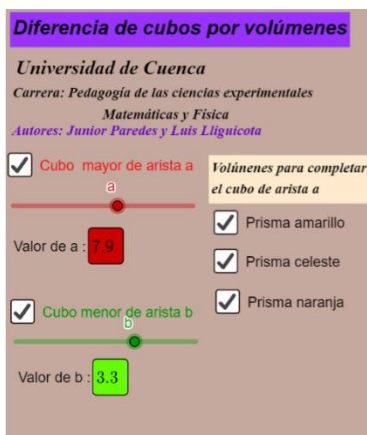 Diferencia de cubos por volúmenes
Universidad de Cuenca
Carrera: Pedagogía de las ciencias experimentales
Matemáticas y Física
Autores: Junior Paredes y Luis Lliguicota
Cubo mayor de arista a
a
Valor de a : 7.9
Cubo menor de arista b
b
Valor de b : 3.3
Volúnenes para completar
el cubo de arista a
Prisma amarillo
Prisma celeste
Prisma naranja